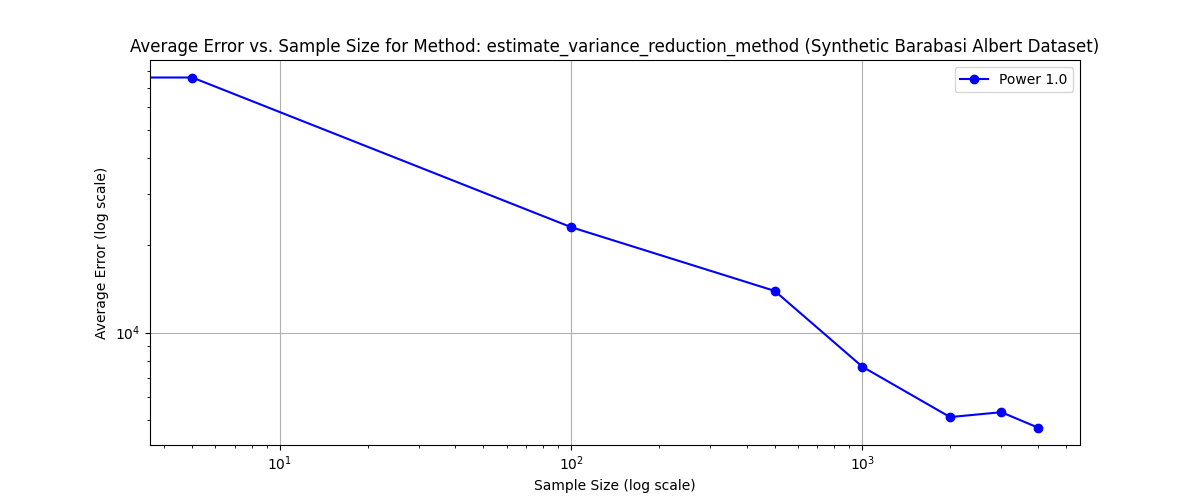 Average Error vs. Sample Size for Method: estimate_variance_reduction_method (Synthetic Barabasi Albert Dataset)
Power 1.0
Average Error (log scale)
10⁴
10¹ 10² 10³
Sample Size (log scale)